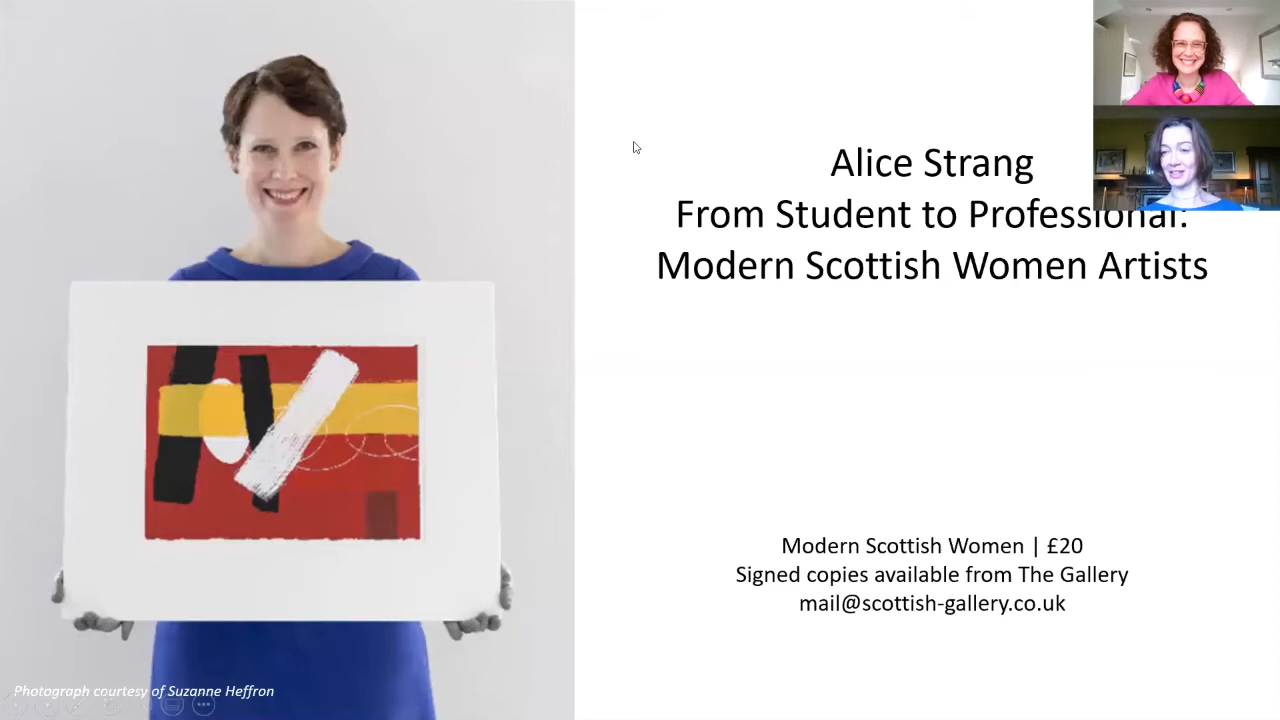 Alice Strang
From Student to Professional:
Modern Scottish Women Artists
Modern Scottish Women | £20
Signed copies available from The Gallery
mail@scottish-gallery.co.uk
Photograph courtesy of Suzanne Heffron